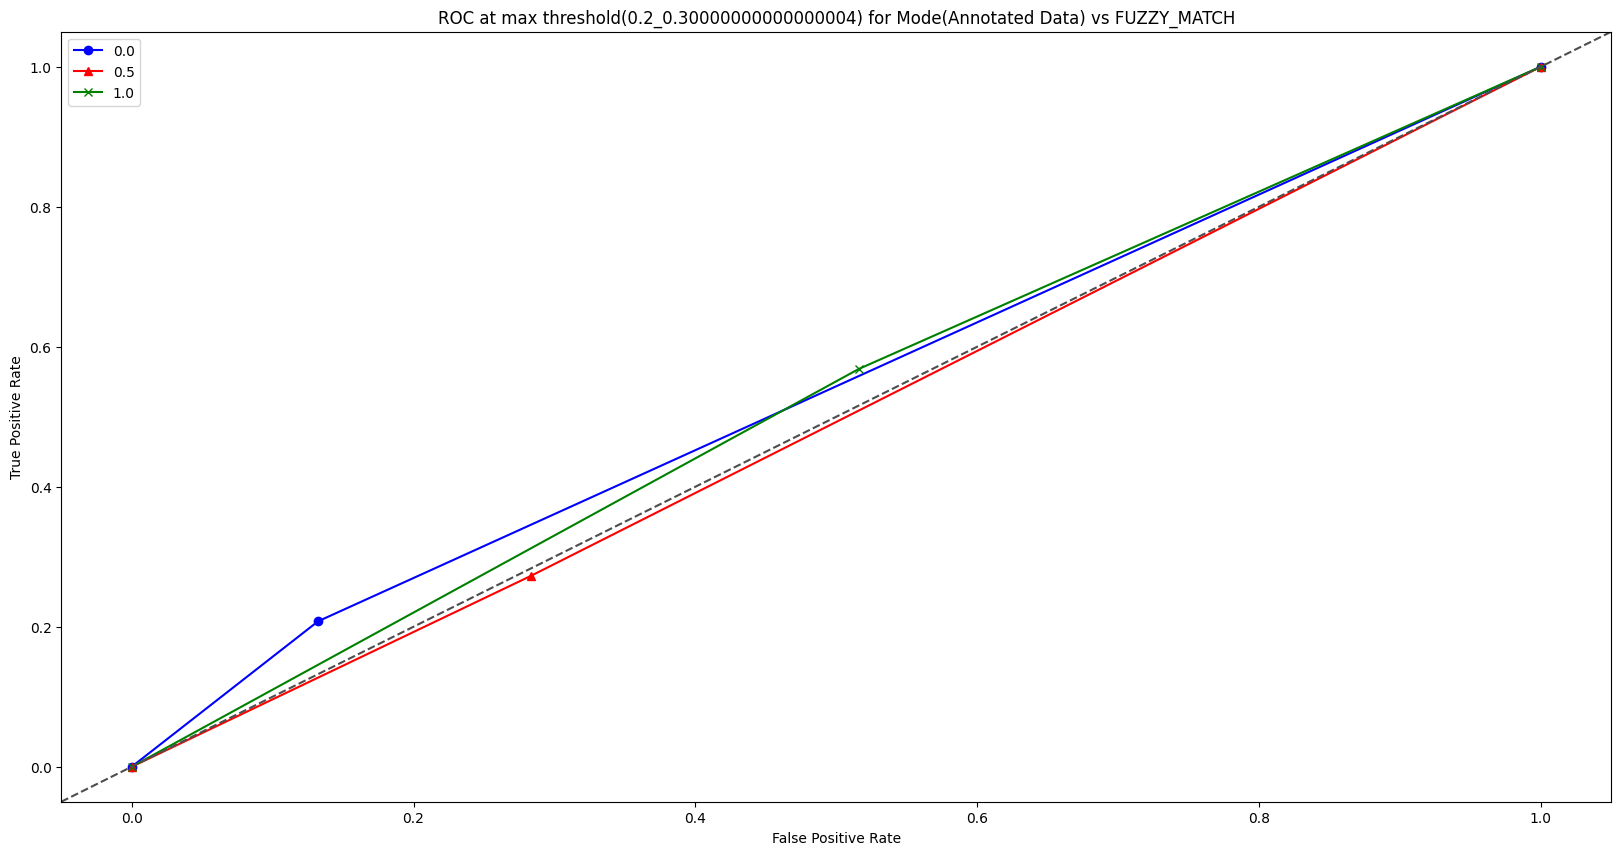 ROC at max threshold(0.2_0.30000000000000004) for Mode(Annotated Data) vs FUZZY_MATCH
0.0
0.5
1.0
True Positive Rate
1.0
0.8
0.6
0.4
0.2
0.0
0.0 0.2 0.4 0.6 0.8 1.0
False Positive Rate